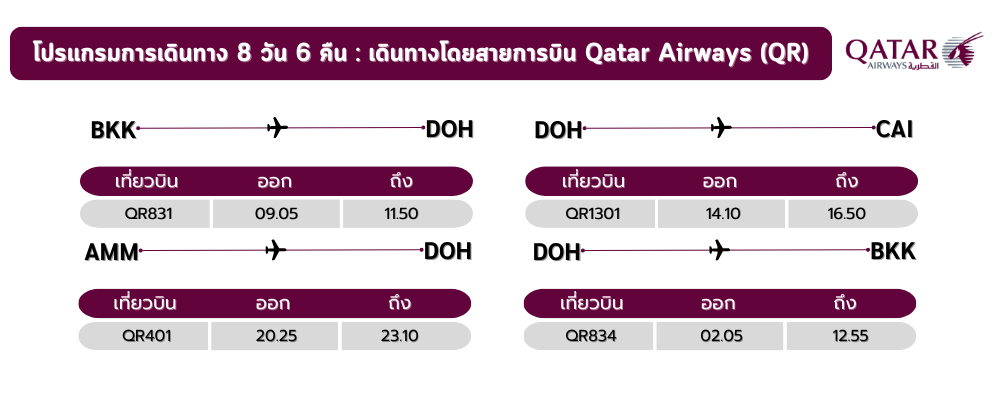 โปรแกรมการเดินทาง 8 วัน 6 คืน : เดินทางโดยสายการบิน Qatar Airways (QR)
QATAR
AIRWAYS القطرية
BKK DOH
เที่ยวบิน ออก ถึง
QR831 09.05 11.50
DOH CAI
เที่ยวบิน ออก ถึง
QR1301 14.10 16.50
AMM DOH
เที่ยวบิน ออก ถึง
QR401 20.25 23.10
DOH BKK
เที่ยวบิน ออก ถึง
QR834 02.05 12.55